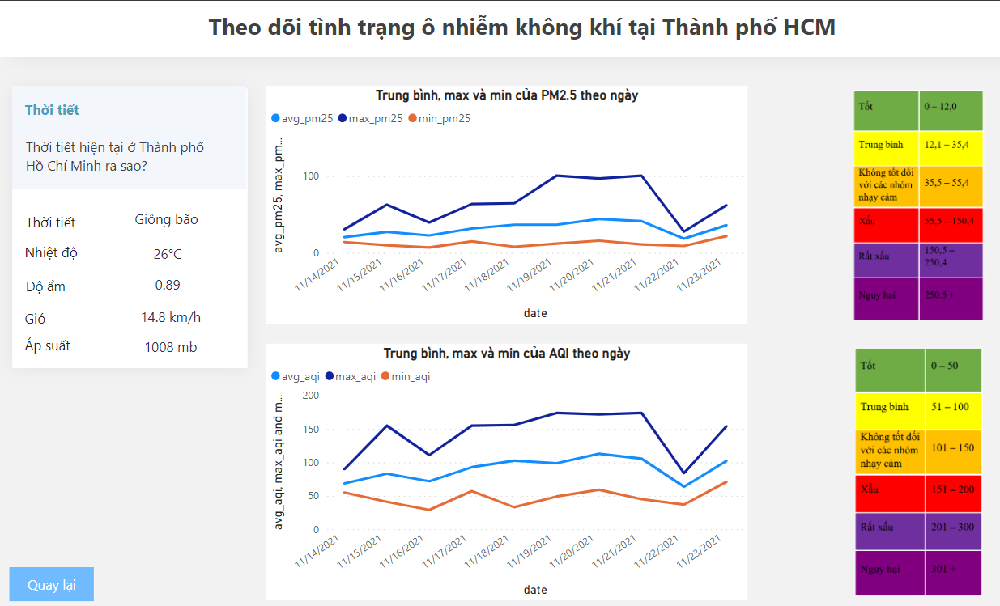 Theo dõi tình trạng ô nhiễm không khí tại Thành phố HCM
Thời tiết
Thời tiết hiện tại ở Thành phố
Hồ Chí Minh ra sao?
Thời tiết Giông bão
Nhiệt độ 26°C
Độ ẩm 0.89
Gió 14.8 km/h
Áp suất 1008 mb
Quay lại
Trung bình, max và min của PM2.5 theo ngày
avg_pm25 max_pm25 min_pm25
avg_pm25, max_pm...
100
0
11/14/2021 11/15/2021 11/16/2021 11/17/2021 11/18/2021 11/19/2021 11/20/2021 11/21/2021 11/22/2021 11/23/2021
date
Tốt 0 – 12,0
Trung bình 12,1 – 35,4
Không tốt đối
với các nhóm
nhạy cảm
35,5 – 55,4
Xấu 55,5 – 150,4
Rất xấu
150,5 –
250,4
Nguy hại 250.5 +
Trung bình, max và min của AQI theo ngày
avg_aqi max_aqi min_aqi
avg_aqi, max_aqi and m...
200
150
100
50
0
11/14/2021 11/15/2021 11/16/2021 11/17/2021 11/18/2021 11/19/2021 11/20/2021 11/21/2021 11/22/2021 11/23/2021
date
Tốt 0 – 50
Trung bình 51 – 100
Không tốt đối
với các nhóm
nhạy cảm
101 – 150
Xấu 151 – 200
Rất xấu 201 – 300
Nguy hại 301 +